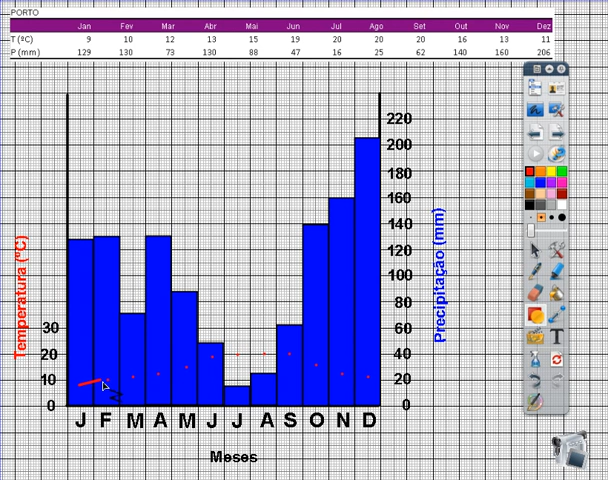 PORTO
Jan Fev Mar Abr Mai Jun Jul Ago Set Out Nov Dez
T (ºC) 9 10 12 13 15 19 20 20 20 16 13 11
P (mm) 129 130 73 130 88 47 16 25 62 140 160 206
220
200
180
160
140
120
100
80
60
40
20
0
30
20
10
0
Temperatura (ºC)
Precipitação (mm)
J F M A M J J A S O N D
Meses
T